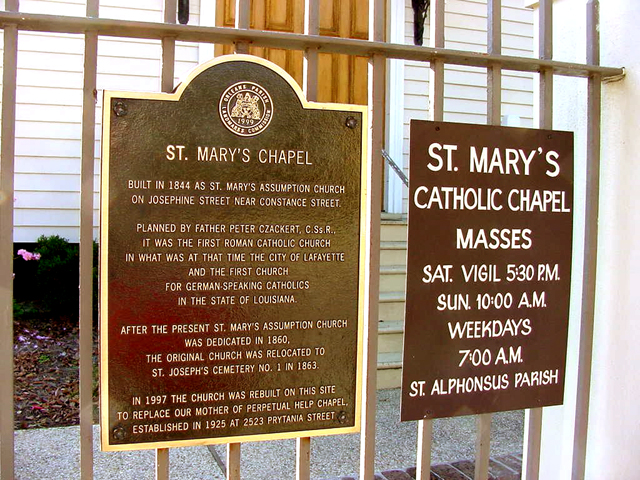 ORLEANS PARISH
LANDMARKS COMMISSION
1999
ST. MARY'S CHAPEL
BUILT IN 1844 AS ST. MARY'S ASSUMPTION CHURCH
ON JOSEPHINE STREET NEAR CONSTANCE STREET.
PLANNED BY FATHER PETER CZACKERT, C.Ss.R.,
IT WAS THE FIRST ROMAN CATHOLIC CHURCH
IN WHAT WAS AT THAT TIME THE CITY OF LAFAYETTE
AND THE FIRST CHURCH
FOR GERMAN-SPEAKING CATHOLICS
IN THE STATE OF LOUISIANA.
AFTER THE PRESENT ST. MARY'S ASSUMPTION CHURCH
WAS DEDICATED IN 1860,
THE ORIGINAL CHURCH WAS RELOCATED TO
ST. JOSEPH'S CEMETERY NO. 1 IN 1863.
IN 1997 THE CHURCH WAS REBUILT ON THIS SITE
TO REPLACE OUR MOTHER OF PERPETUAL HELP CHAPEL,
ESTABLISHED IN 1925 AT 2523 PRYTANIA STREET.
ST. MARY'S
CATHOLIC CHAPEL
MASSES
SAT. VIGIL 5:30 P.M.
SUN. 10:00 A.M.
WEEKDAYS
7:00 A.M.
ST. ALPHONSUS PARISH